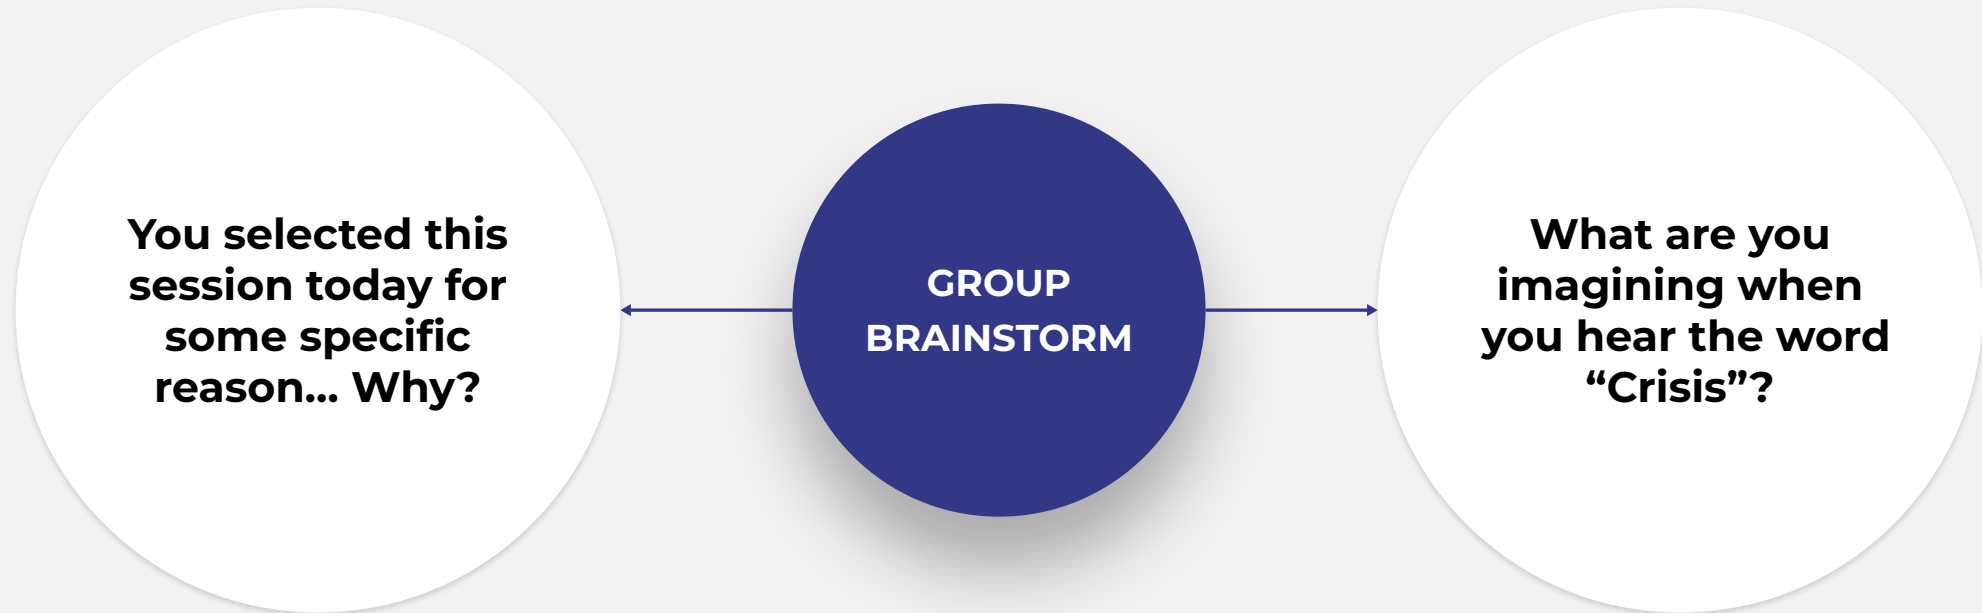 You selected this
session today for
some specific
reason... Why?
GROUP
BRAINSTORM
What are you
imagining when
you hear the word
“Crisis”?